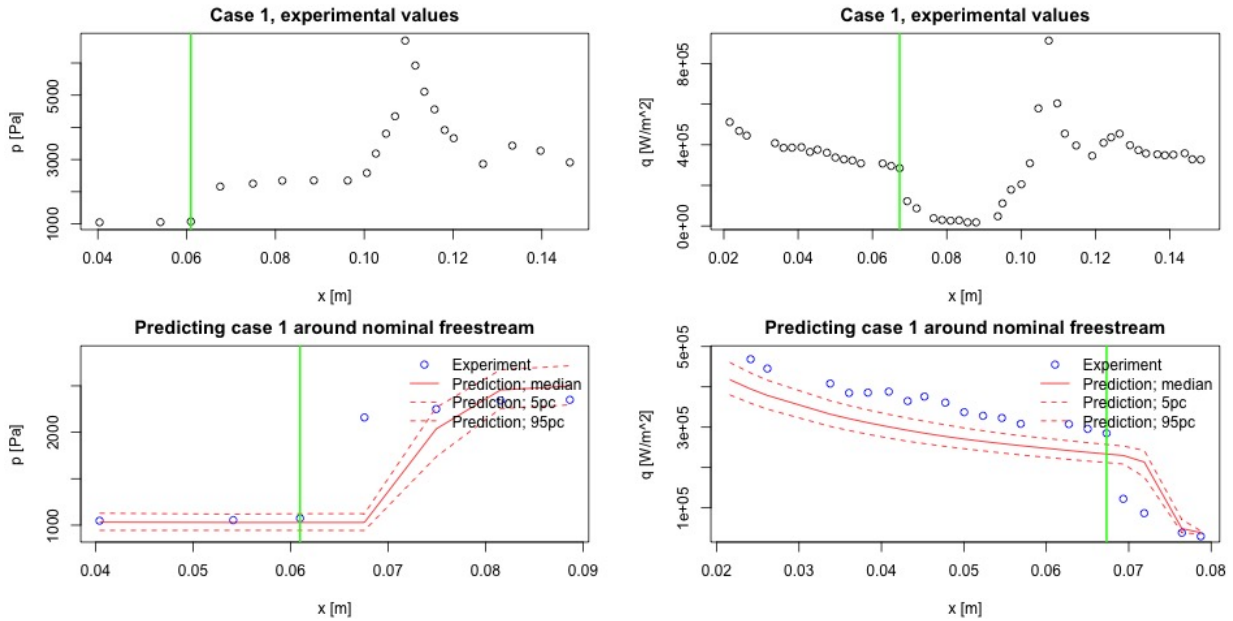 Case 1, experimental values
p [Pa]
1000 3000 5000
0.04 0.06 0.08 0.10 0.12 0.14
x [m]
Case 1, experimental values
q [W/m^2]
0e+00 4e+05 8e+05
0.02 0.04 0.06 0.08 0.10 0.12 0.14
x [m]
Predicting case 1 around nominal freestream
Experiment
Prediction; median
Prediction; 5pc
Prediction; 95pc
p [Pa]
1000 2000
0.04 0.05 0.06 0.07 0.08 0.09
x [m]
Predicting case 1 around nominal freestream
Experiment
Prediction; median
Prediction; 5pc
Prediction; 95pc
q [W/m^2]
1e+05 3e+05 5e+05
0.02 0.03 0.04 0.05 0.06 0.07 0.08
x [m]